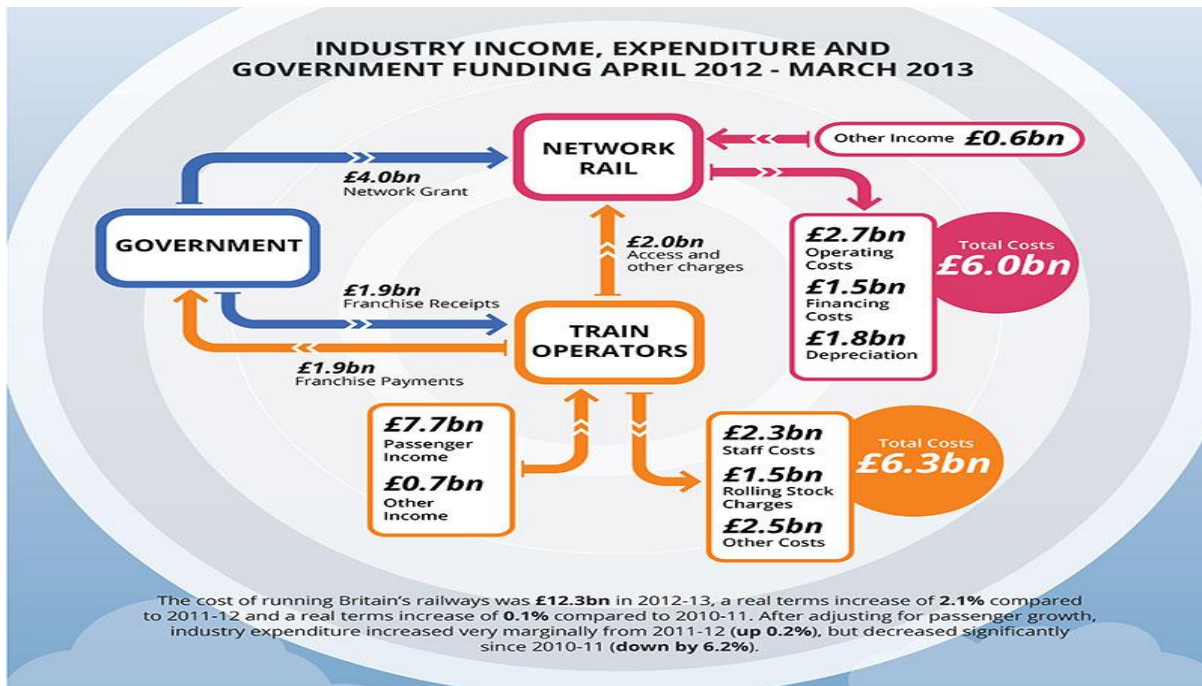 INDUSTRY INCOME, EXPENDITURE AND
GOVERNMENT FUNDING APRIL 2012 - MARCH 2013
NETWORK
RAIL
Other Income £0.6bn
£4.0bn
Network Grant
GOVERNMENT
£2.0bn
Access and
other charges
£2.7bn
Operating
Costs
£1.5bn
Financing
Costs
£1.8bn
Depreciation
Total Costs
£6.0bn
£1.9bn
Franchise Receipts
TRAIN
OPERATORS
£1.9bn
Franchise Payments
£7.7bn
Passenger
Income
£0.7bn
Other
Income
£2.3bn
Staff Costs
£1.5bn
Rolling Stock
Charges
£2.5bn
Other Costs
Total Costs
£6.3bn
The cost of running Britain's railways was £12.3bn in 2012-13, a real terms increase of 2.1% compared
to 2011-12 and a real terms increase of 0.1% compared to 2010-11. After adjusting for passenger growth,
industry expenditure increased very marginally from 2011-12 (up 0.2%), but decreased significantly
since 2010-11 (down by 6.2%).